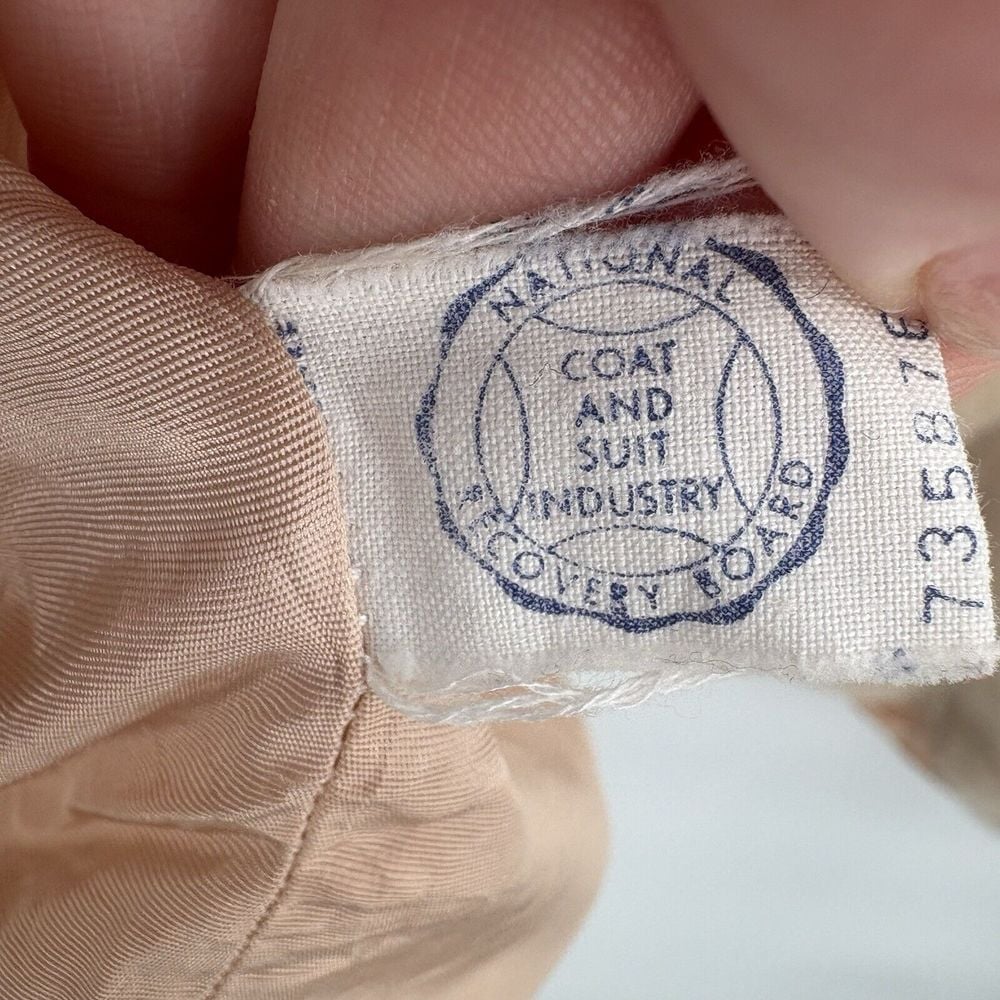 NATIONAL
COAT
AND
SUIT
INDUSTRY
RECOVERY BOARD
735876